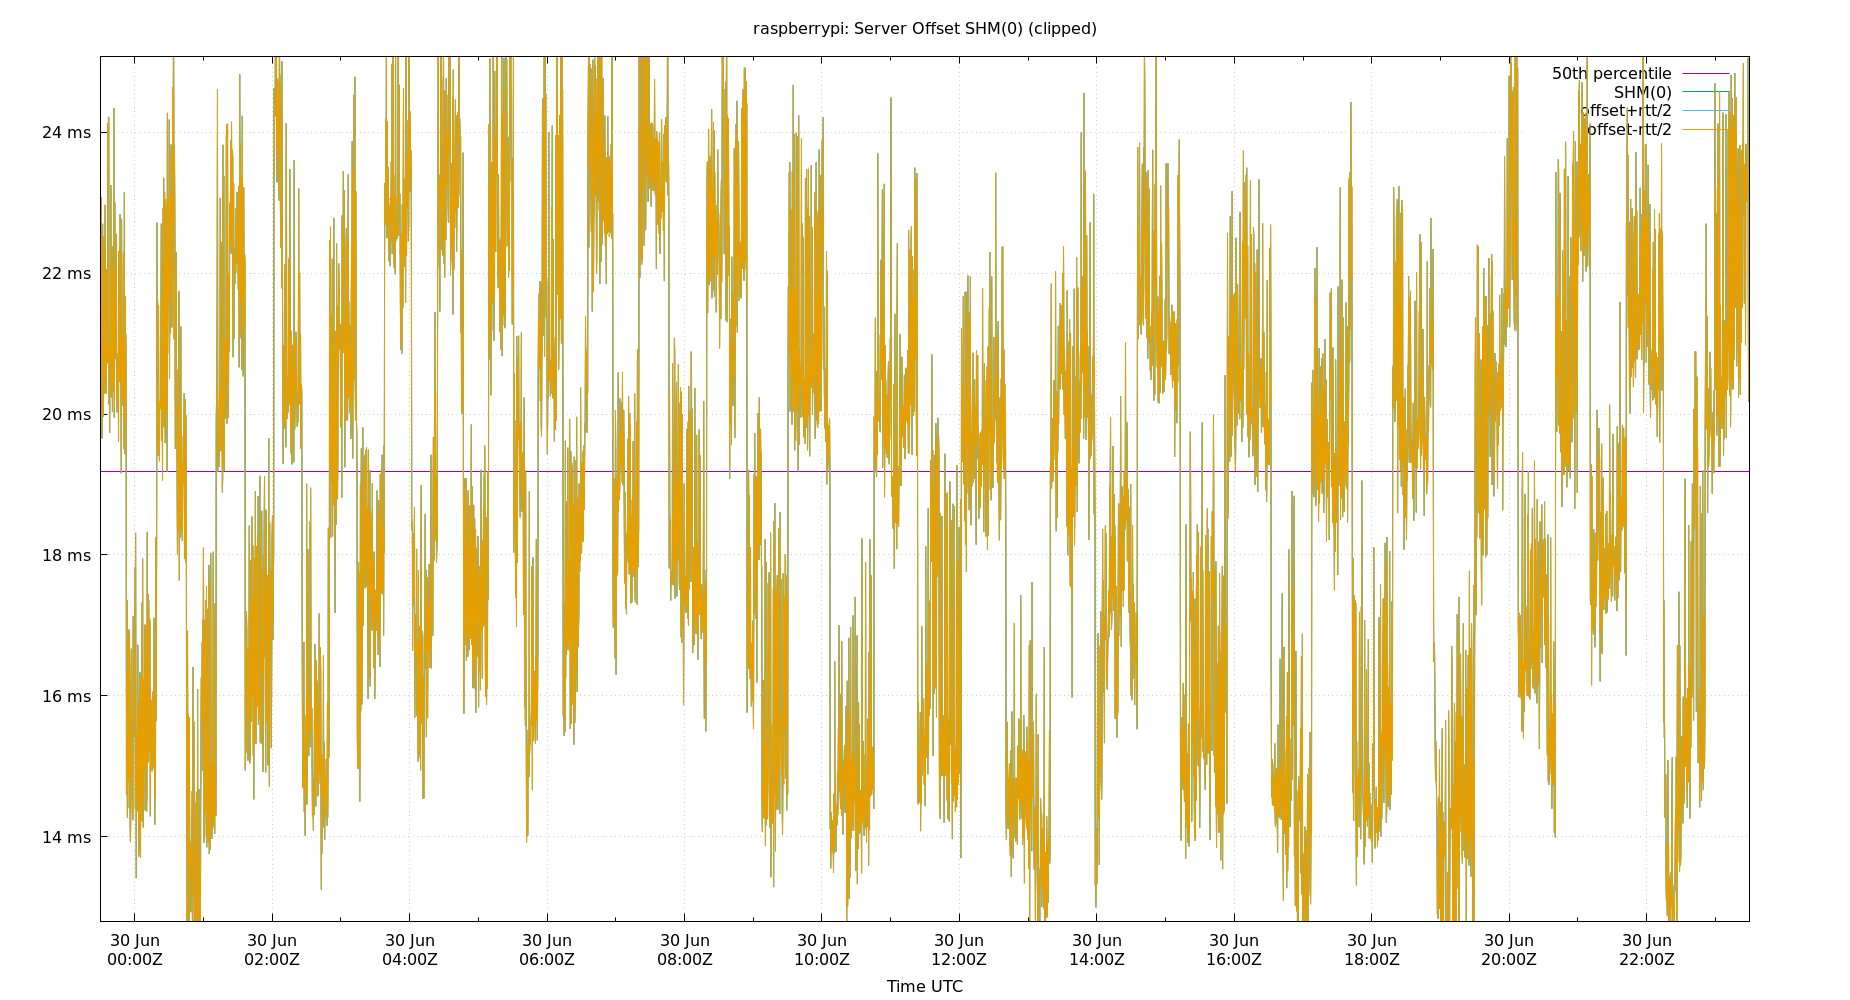 raspberrypi: Server Offset SHM(0) (clipped)
50th percentile
SHM(0)
offset+rtt/2
offset-rtt/2
24 ms
22 ms
20 ms
18 ms
16 ms
14 ms
30 Jun 30 Jun 30 Jun 30 Jun 30 Jun 30 Jun 30 Jun 30 Jun 30 Jun 30 Jun 30 Jun 30 Jun
00:00Z 02:00Z 04:00Z 06:00Z 08:00Z 10:00Z 12:00Z 14:00Z 16:00Z 18:00Z 20:00Z 22:00Z
Time UTC